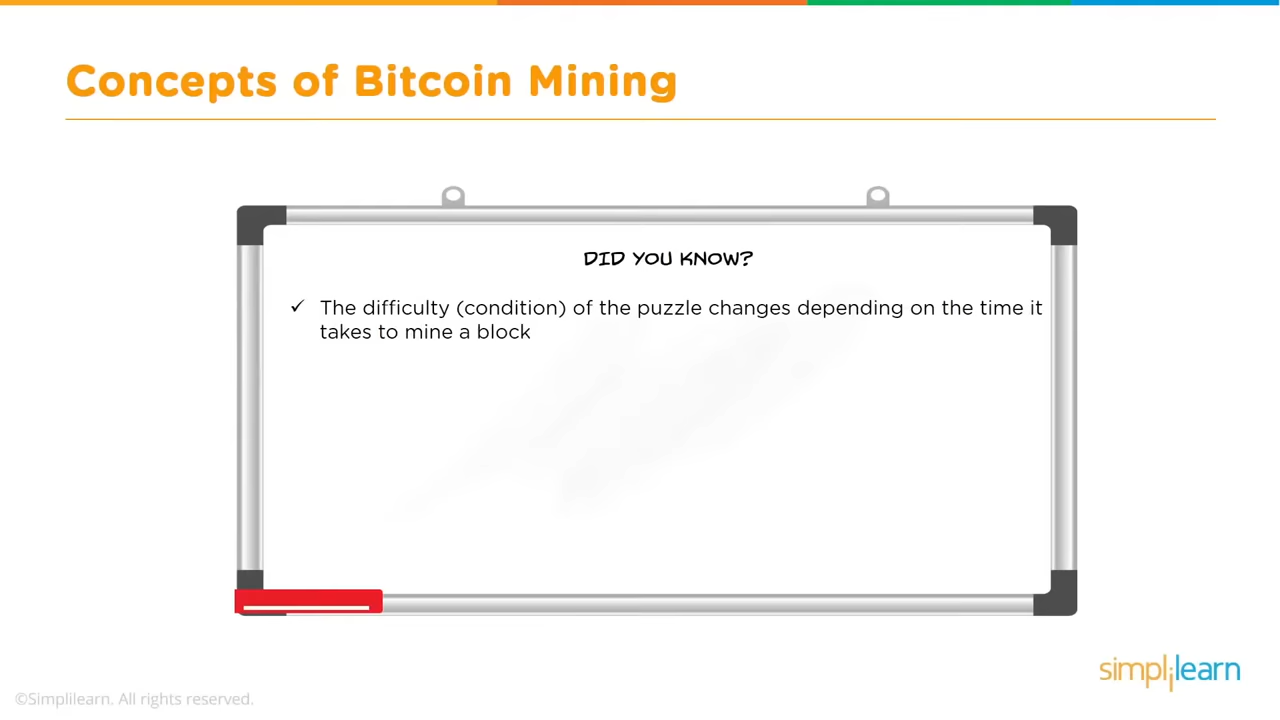 Concepts of Bitcoin Mining
DID YOU KNOW?
✓ The difficulty (condition) of the puzzle changes depending on the time it
takes to mine a block
simplilearn
©Simplilearn. All rights reserved.